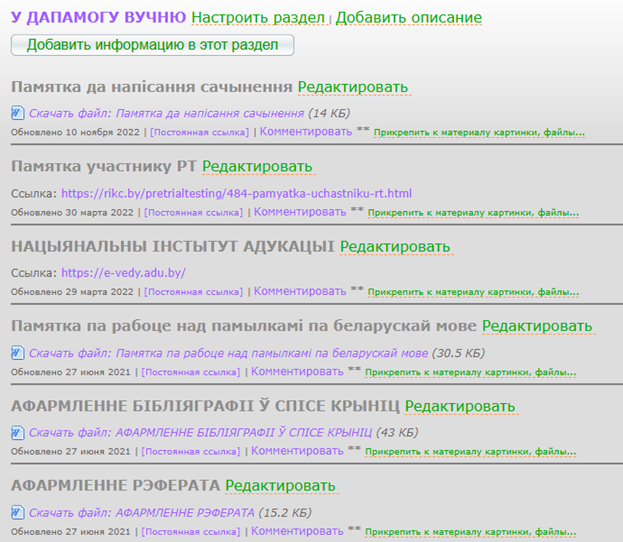 У ДАПАМОГУ ВУЧНЮ Настроить раздел | Добавить описание
Добавить информацию в этот раздел
Памятка да напісання сачынення Редактировать
Скачать файл: Памятка да напісання сачынення (14 КБ)
Обновлено 10 ноября 2022 | [Постоянная ссылка] | Комментировать ** Прикрепить к материалу картинки, файлы...
Памятка участнику РТ Редактировать
Ссылка: https://rikc.by/pretrialtesting/484-pamyatka-uchastniku-rt.html
Обновлено 30 марта 2022 | [Постоянная ссылка] | Комментировать ** Прикрепить к материалу картинки, файлы...
НАЦЫЯНАЛЬНЫ ІНСТЫТУТ АДУКАЦЫІ Редактировать
Ссылка: https://e-vedy.adu.by/
Обновлено 29 марта 2022 | [Постоянная ссылка] | Комментировать ** Прикрепить к материалу картинки, файлы...
Памятка па рабоце над памылкамі па беларускай мове Редактировать
Скачать файл: Памятка па рабоце над памылкамі па беларускай мове (30.5 КБ)
Обновлено 27 июня 2021 | [Постоянная ссылка] | Комментировать ** Прикрепить к материалу картинки, файлы...
АФАРМЛЕННЕ БІБЛІЯГРАФІІ Ў СПІСЕ КРЫНІЦ Редактировать
Скачать файл: АФАРМЛЕННЕ БІБЛІЯГРАФІІ Ў СПІСЕ КРЫНІЦ (43 КБ)
Обновлено 27 июня 2021 | [Постоянная ссылка] | Комментировать ** Прикрепить к материалу картинки, файлы...
АФАРМЛЕННЕ РЭФЕРАТА Редактировать
Скачать файл: АФАРМЛЕННЕ РЭФЕРАТА (15.2 КБ)
Обновлено 27 июня 2021 | [Постоянная ссылка] | Комментировать ** Прикрепить к материалу картинки, файлы...